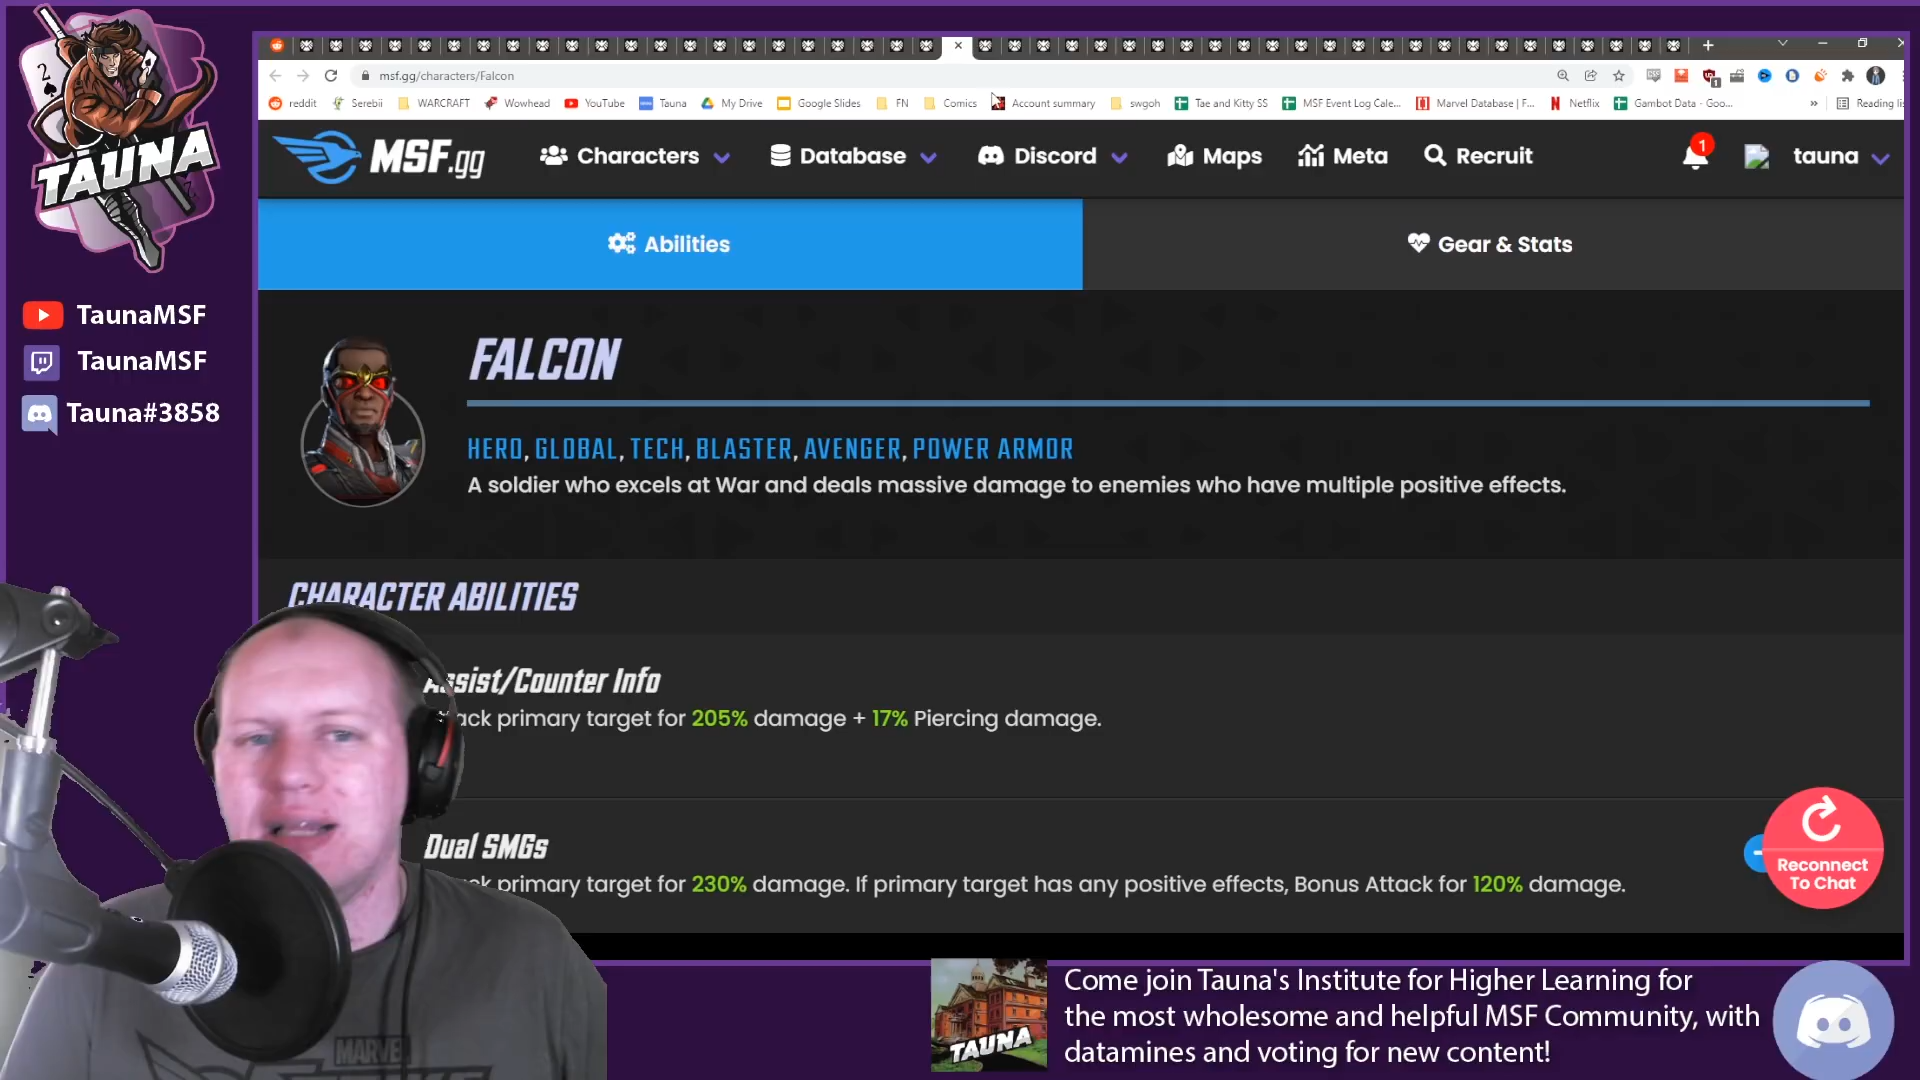 TAUNA
TaunaMSF
TaunaMSF
Tauna#3858
msf.gg/characters/Falcon
reddit Serebii WARCRAFT Wowhead YouTube Tauna My Drive Google Slides FN Comics Account summary swgoh Tae and Kitty SS MSF Event Log Cale... Marvel Database | F... Netflix Gambot Data - Goo... » Reading li
MSF.gg Characters Database Discord Maps Meta Recruit 1 tauna
Abilities Gear & Stats
FALCON
HERO, GLOBAL, TECH, BLASTER, AVENGER, POWER ARMOR
A soldier who excels at War and deals massive damage to enemies who have multiple positive effects.
CHARACTER ABILITIES
Assist/Counter Info
ack primary target for 205% damage + 17% Piercing damage.
Dual SMGs
ck primary target for 230% damage. If primary target has any positive effects, Bonus Attack for 120% damage.
Reconnect
To Chat
MARVEL
TAUNA
Come join Tauna's Institute for Higher Learning for
the most wholesome and helpful MSF Community, with
datamines and voting for new content!